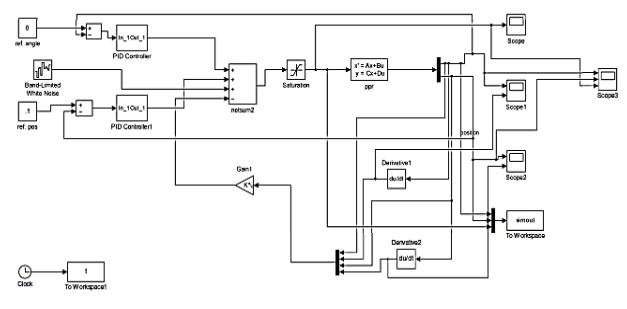 0
ref. angle
In_1Out_1
PID Controller
Band-Limited
White Noise
.1
ref. pos
In_1Out_1
PID Controller1
netsum2
Saturation
x' = Ax+Bu
y = Cx+Du
ppr
Scope
Scope1
Scope3
position
Scope2
Gain1
K*u
Derivative1
du/dt
simout
To Workspace
Derivative2
du/dt
Clock
t
To Workspace1